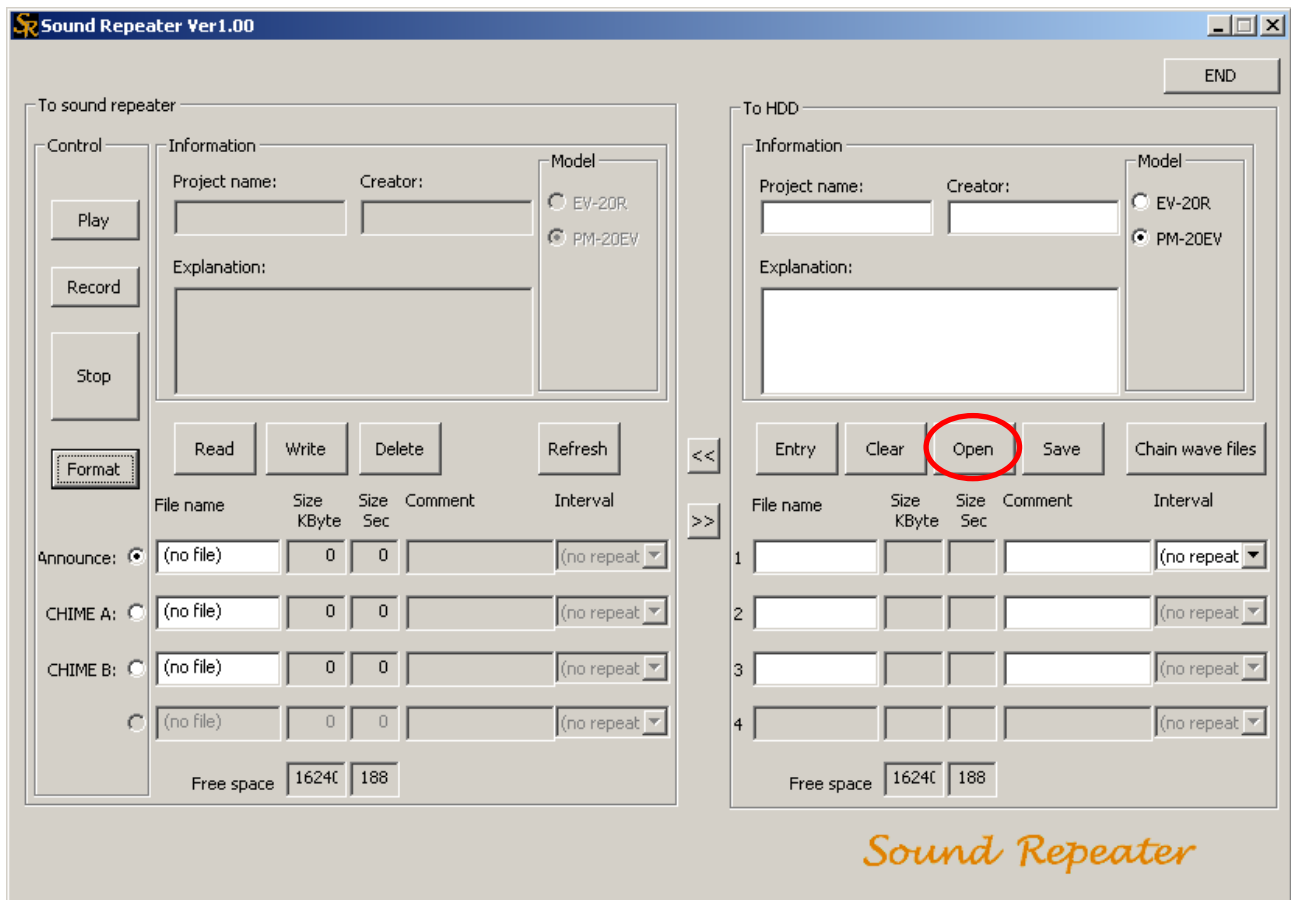 SR Sound Repeater Ver1.00
END
To sound repeater
Control
Play
Record
Stop
Format
Information
Project name: Creator:
Explanation:
Model
EV-20R
PM-20EV
Read Write Delete Refresh
File name Size KByte Size Sec Comment Interval
Announce: (no file) 0 0 (no repeat
CHIME A: (no file) 0 0 (no repeat
CHIME B: (no file) 0 0 (no repeat
(no file) 0 0 (no repeat
Free space 16240 188
<<
>>
To HDD
Information
Project name: Creator:
Explanation:
Model
EV-20R
PM-20EV
Entry Clear Open Save Chain wave files
File name Size KByte Size Sec Comment Interval
1 (no repeat
2 (no repeat
3 (no repeat
4 (no repeat
Free space 16240 188
Sound Repeater